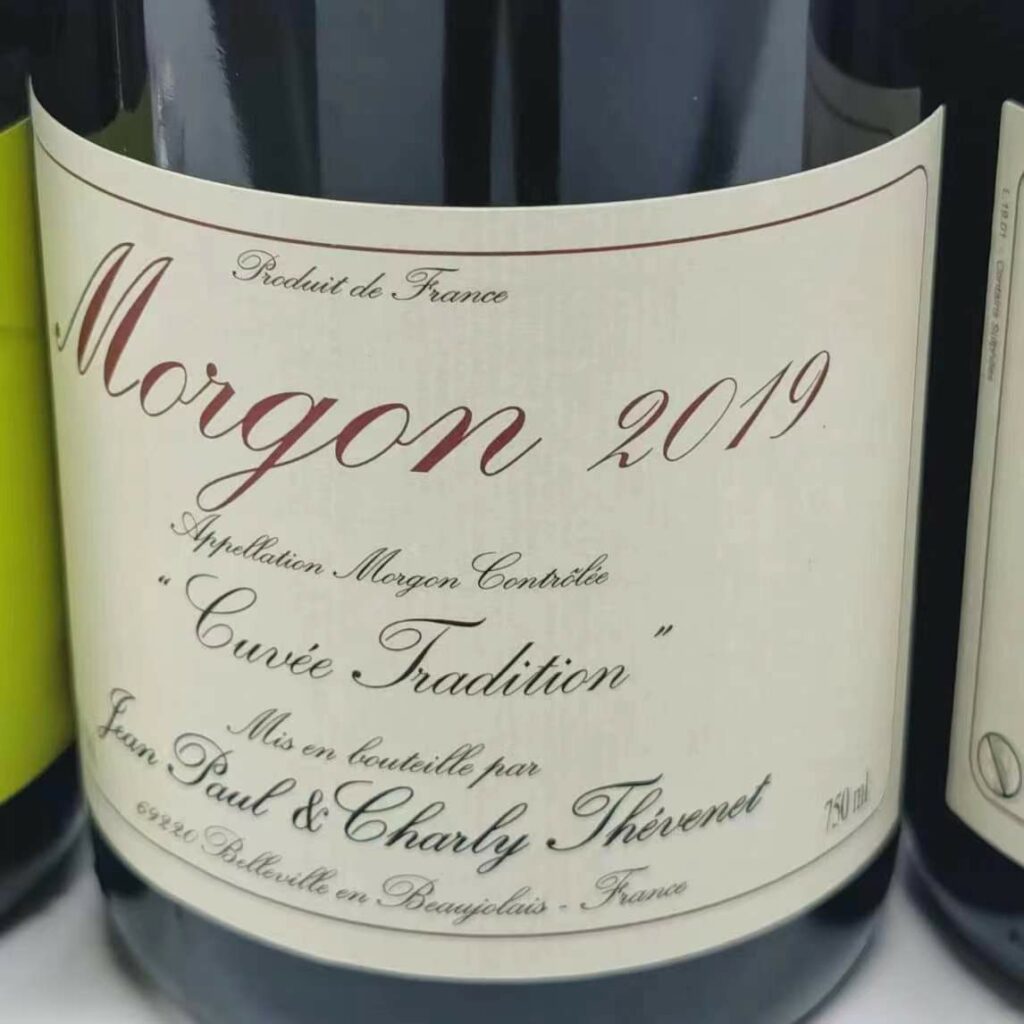 Produit de France
Morgon 2019
Appellation Morgon Contrôlée
" Cuvée Tradition "
Mis en bouteille par
Jean Paul & Charly Thévenet
750 ml
69220 Belleville en Beaujolais - France